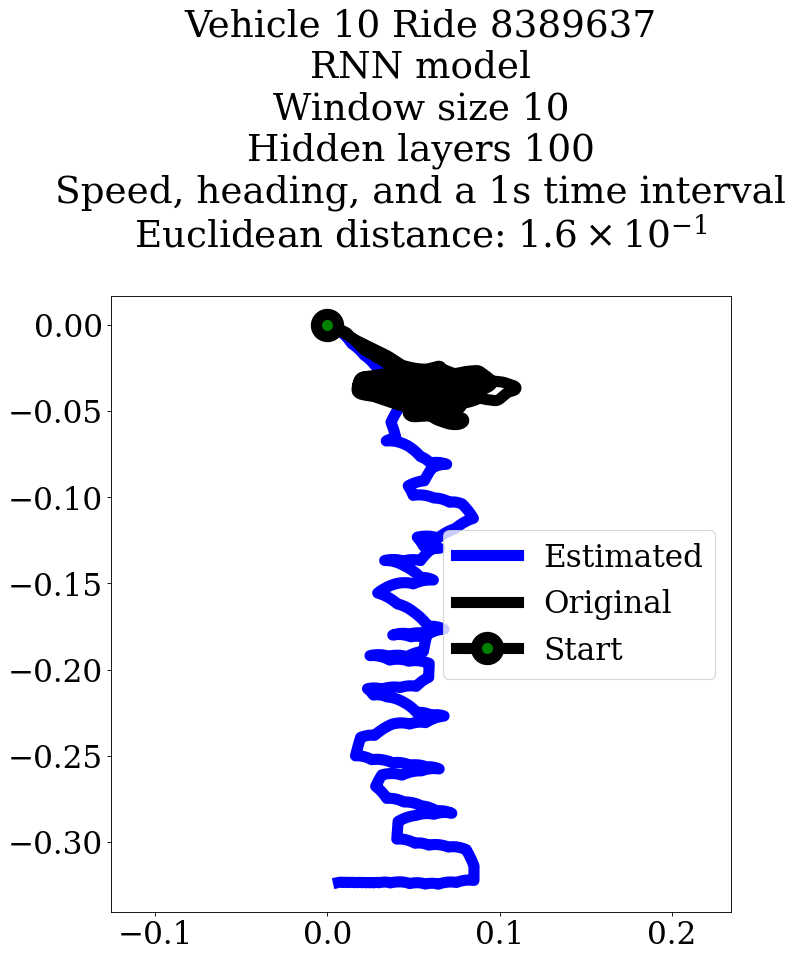 Vehicle 10 Ride 8389637
RNN model
Window size 10
Hidden layers 100
Speed, heading, and a 1s time interval
Euclidean distance: 1.6 × 10⁻¹
0.00
−0.05
−0.10
−0.15
−0.20
−0.25
−0.30
Estimated
Original
Start
−0.1
0.0
0.1
0.2